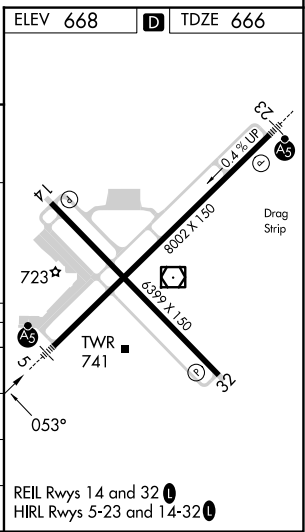 ELEV 668
D
TDZE 666
23
A5
0.4% UP
P
14
P
Drag
Strip
8002 X 150
723
6399 X 150
A5
TWR
741
5
P
32
053°
REIL Rwys 14 and 32 L
HIRL Rwys 5-23 and 14-32 L